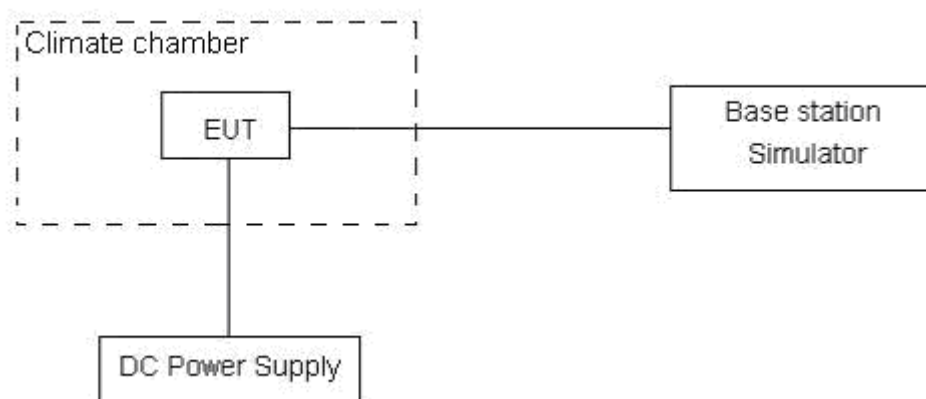 Climate chamber
EUT
Base station
Simulator
DC Power Supply